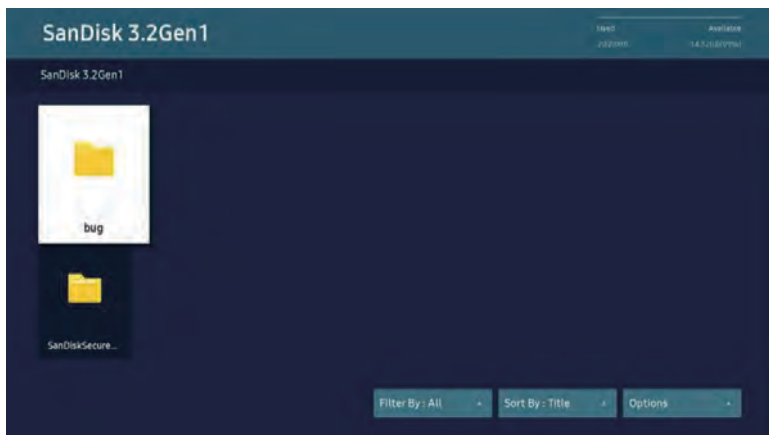 SanDisk 3.2Gen1
Used
Available
SanDisk 3.2Gen1
bug
SanDiskSecure...
Filter By : All
Sort By : Title
Options